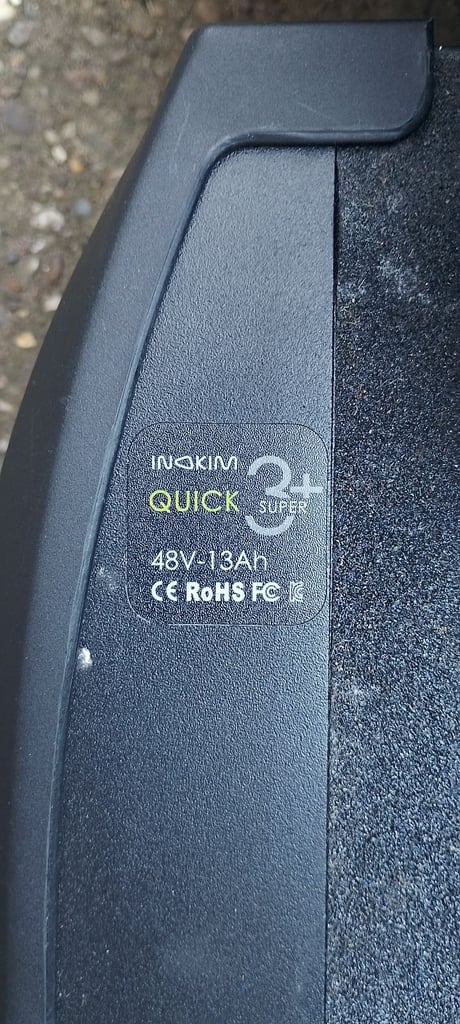 INOKIM
QUICK 3+ SUPER
48V-13Ah
CE RoHS FC